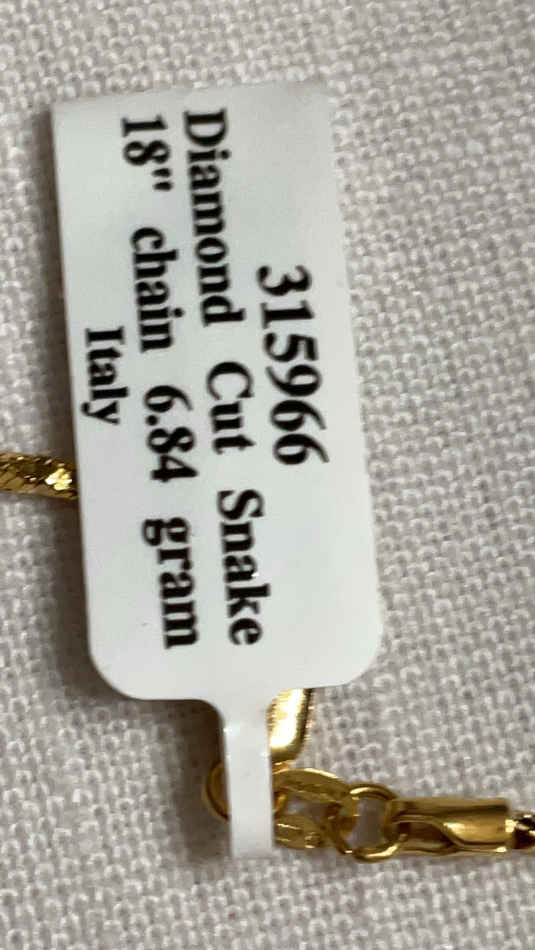 315966
Diamond Cut Snake
18" chain 6.84 gram
Italy